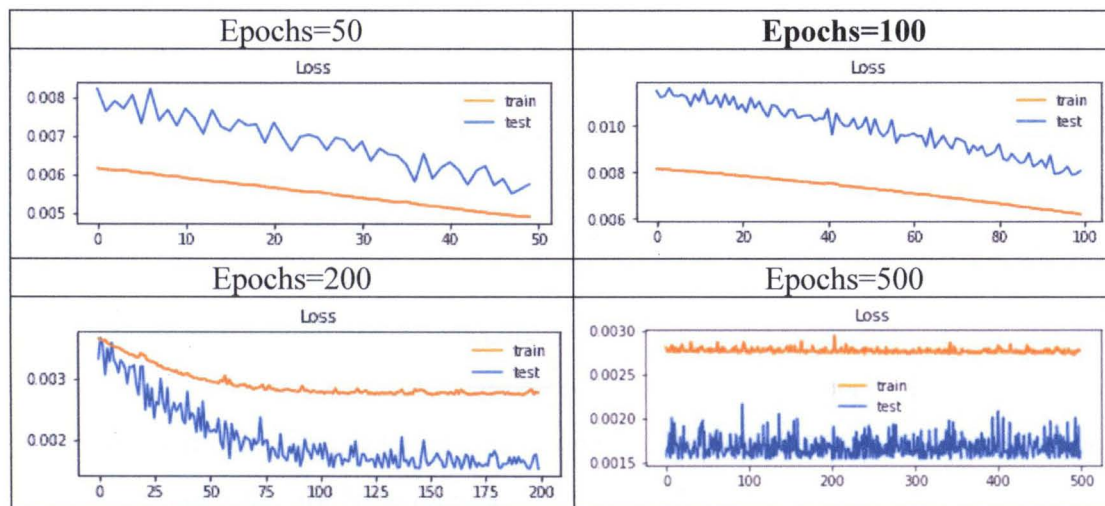 Epochs=50
Epochs=100
Loss
Loss
0.008
0.007
0.006
0.005
train
test
0 10 20 30 40 50
0.010
0.008
0.006
train
test
0 20 40 60 80 100
Epochs=200
Epochs=500
Loss
Loss
0.003
0.002
train
test
0 25 50 75 100 125 150 175 200
0.0030
0.0025
0.0020
0.0015
train
test
0 100 200 300 400 500